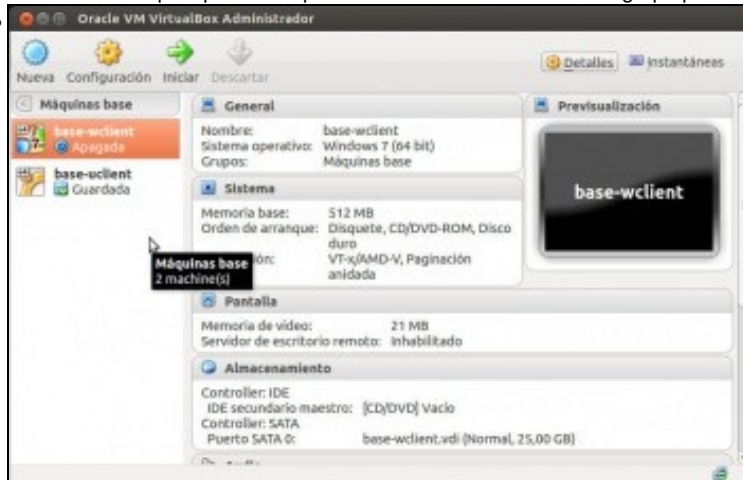 Oracle VM VirtualBox Administrador
Nueva Configuración Iniciar Descartar
Detalles Instantáneas
Máquinas base
base-wclient
Apagada
base-uclient
Guardada
Máquinas base
2 machine(s)
General
Nombre: base-wclient
Sistema operativo: Windows 7 (64 bit)
Grupos: Máquinas base
Previsualización
base-wclient
Sistema
Memoria base: 512 MB
Orden de arranque: Disquete, CD/DVD-ROM, Disco
duro
VT-x/AMD-V, Paginación
anidada
Pantalla
Memoria de vídeo: 21 MB
Servidor de escritorio remoto: Inhabilitado
Almacenamiento
Controller: IDE
IDE secundario maestro: [CD/DVD] Vacío
Controller: SATA
Puerto SATA 0: base-wclient.vdi (Normal, 25,00 GB)